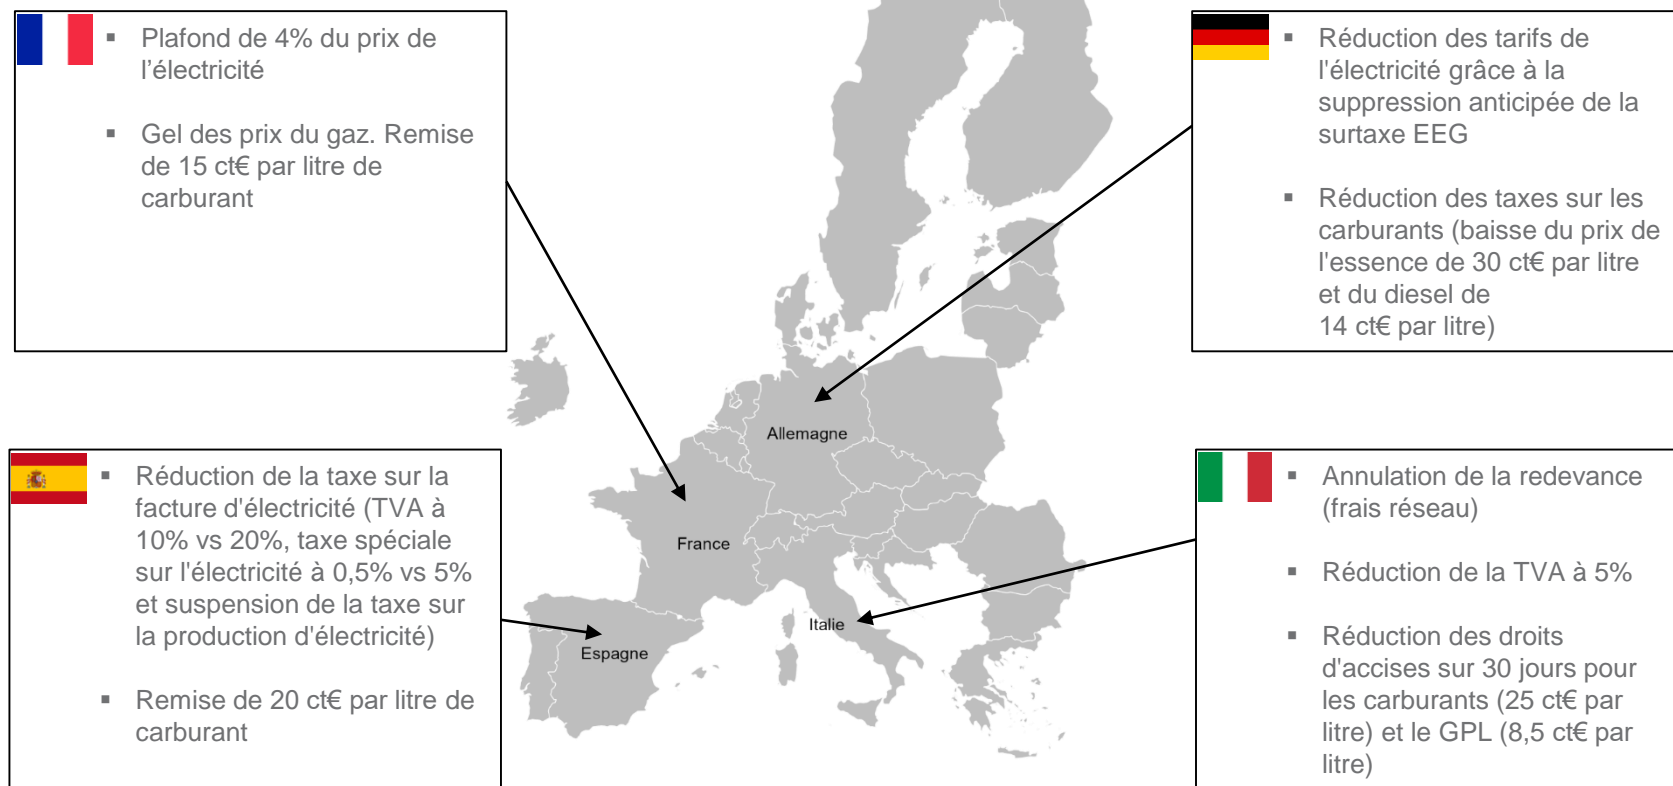 ▪ Plafond de 4% du prix de
l’électricité
▪ Gel des prix du gaz. Remise
de 15 ct€ par litre de
carburant
▪ Réduction des tarifs de
l'électricité grâce à la
suppression anticipée de la
surtaxe EEG
▪ Réduction des taxes sur les
carburants (baisse du prix de
l'essence de 30 ct€ par litre
et du diesel de
14 ct€ par litre)
Allemagne
France
Italie
Espagne
▪ Réduction de la taxe sur la
facture d'électricité (TVA à
10% vs 20%, taxe spéciale
sur l'électricité à 0,5% vs 5%
et suspension de la taxe sur
la production d'électricité)
▪ Remise de 20 ct€ par litre de
carburant
▪ Annulation de la redevance
(frais réseau)
▪ Réduction de la TVA à 5%
▪ Réduction des droits
d'accises sur 30 jours pour
les carburants (25 ct€ par
litre) et le GPL (8,5 ct€ par
litre)